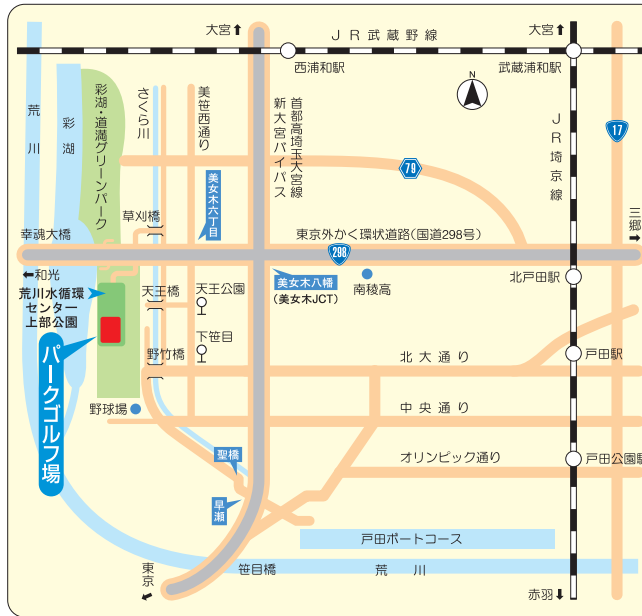 大宮↑
大宮↑
JR武蔵野線
西浦和駅
武蔵浦和駅
N
荒川
彩湖
彩湖・道満グリーンパーク
さくら川
美笹西通り
新大宮バイパス
首都高埼玉大宮線
JR埼京線
17
79
美女木六丁目
草刈橋
三郷→
幸魂大橋
東京外かく環状道路(国道298号)
298
←和光
美女木八幡
(美女木JCT)
南稜高
北戸田駅
荒川水循環
センター
上部公園
天王橋
天王公園
下笹目
野竹橋
パークゴルフ場
北大通り
戸田駅
野球場
中央通り
聖橋
オリンピック通り
戸田公園駅
早瀬
戸田ボートコース
東京
笹目橋
荒川
赤羽↓